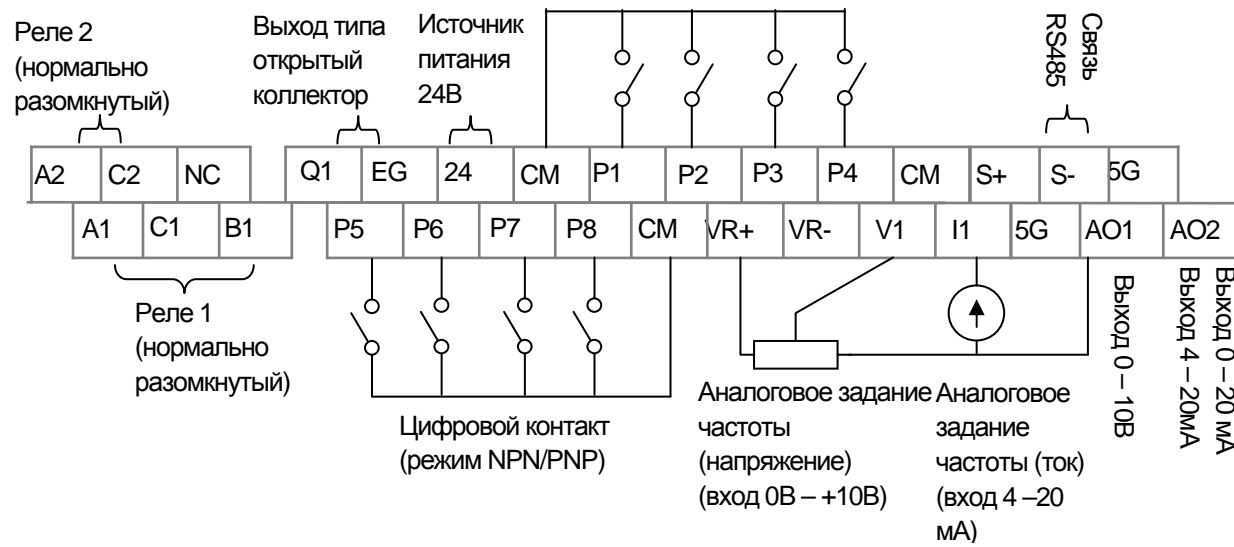 Реле 2
(нормально
разомкнутый)
Выход типа
открытый
коллектор
Источник
питания
24В
Связь
RS485
A2 C2 NC Q1 EG 24 CM P1 P2 P3 P4 CM S+ S- 5G
A1 C1 B1 P5 P6 P7 P8 CM VR+ VR- V1 I1 5G AO1 AO2
Реле 1
(нормально
разомкнутый)
Цифровой контакт
(режим NPN/PNP)
Аналоговое задание
частоты
(напряжение)
(вход 0В – +10В)
Аналоговое
задание
частоты (ток)
(вход 4 –20
мА)
Выход 0 – 10В
Выход 0 – 20 мА
Выход 4 – 20мА